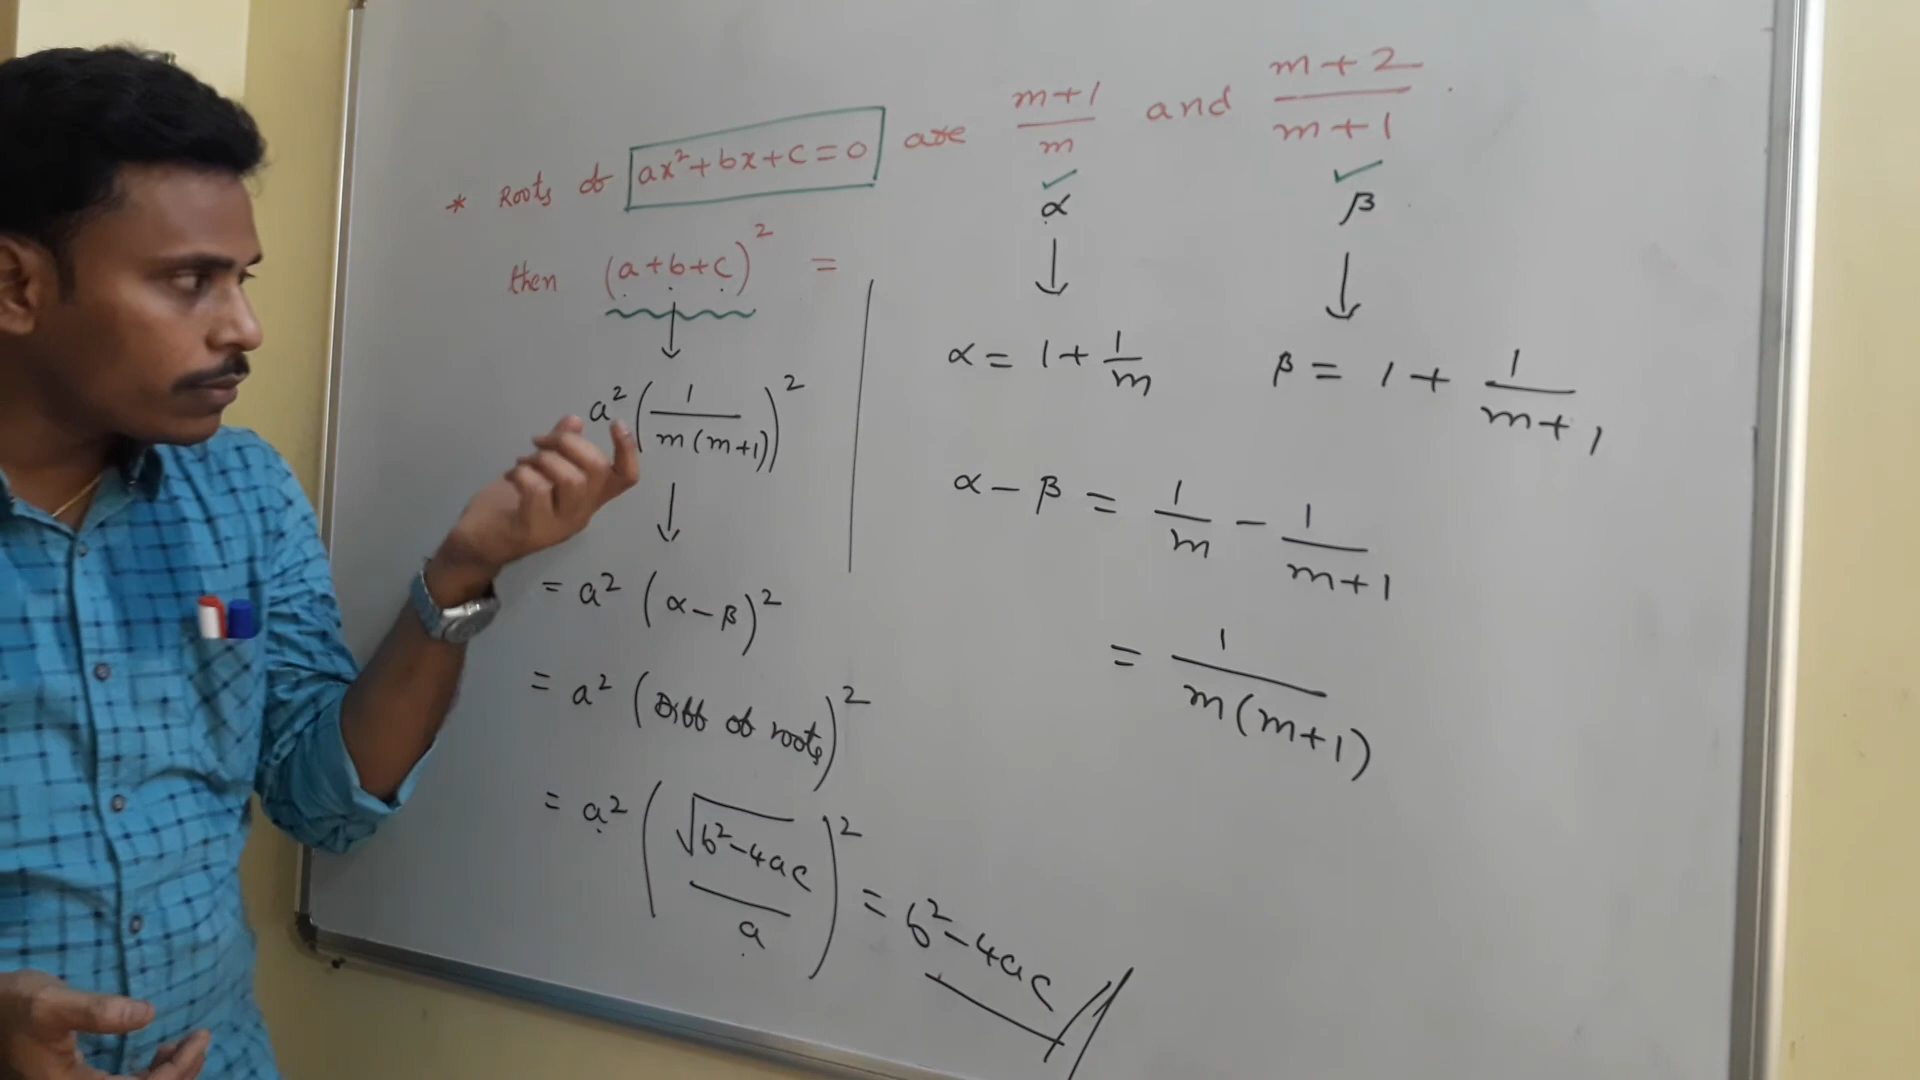 * Roots of ax²+bx+c=0 are (m+1)/m and (m+2)/(m+1).
α β
then (a+b+c)² =
a² (1/(m(m+1)))²
= a² (α-β)²
= a² (Diff of roots)²
= a² (√(b²-4ac)/a)² = b²-4ac
α = 1+1/m β = 1+1/(m+1)
α-β = 1/m - 1/(m+1)
= 1/(m(m+1))